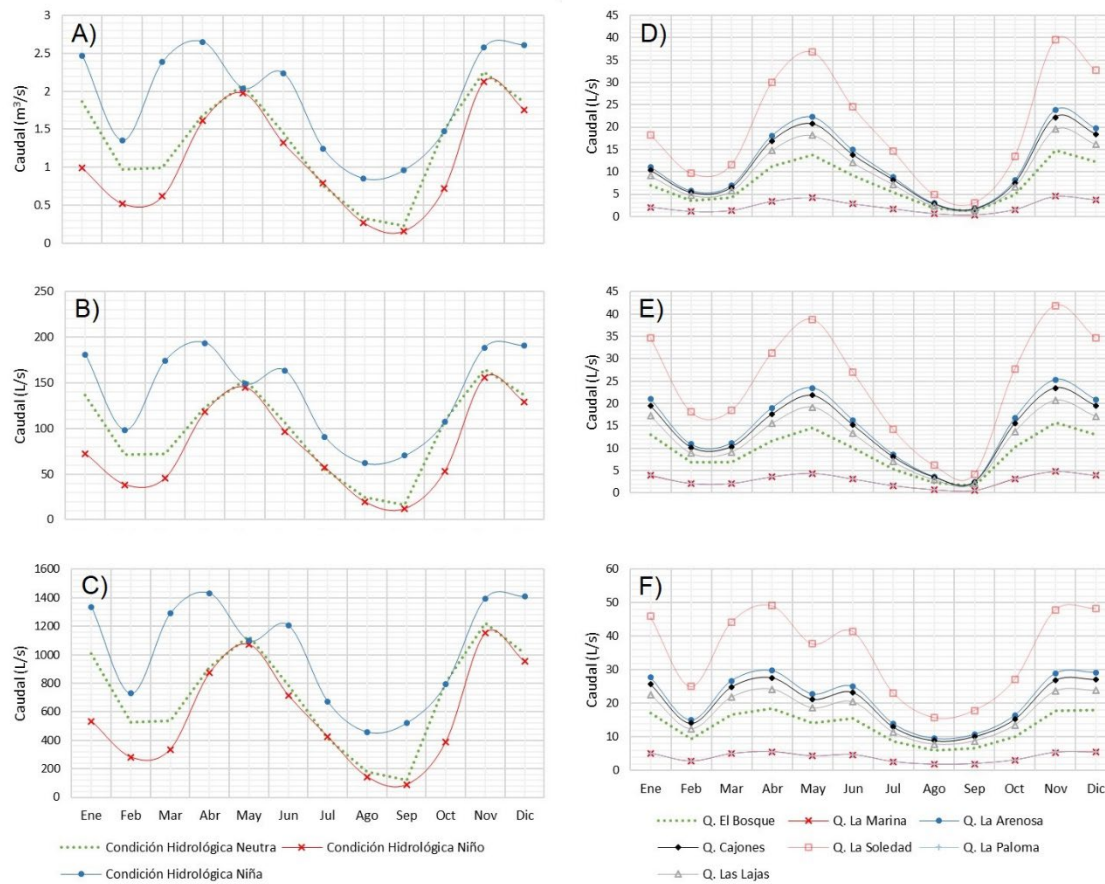 A)
Caudal (m³/s)
3
2.5
2
1.5
1
0.5
0
D)
Caudal (L/s)
45
40
35
30
25
20
15
10
5
0
B)
Caudal (L/s)
250
200
150
100
50
0
E)
Caudal (L/s)
45
40
35
30
25
20
15
10
5
0
C)
Caudal (L/s)
1600
1400
1200
1000
800
600
400
200
0
Ene Feb Mar Abr May Jun Jul Ago Sep Oct Nov Dic
Condición Hidrológica Neutra Condición Hidrológica Niño
Condición Hidrológica Niña
F)
Caudal (L/s)
60
50
40
30
20
10
0
Ene Feb Mar Abr May Jun Jul Ago Sep Oct Nov Dic
Q. El Bosque Q. La Marina Q. La Arenosa
Q. Cajones Q. La Soledad Q. La Paloma
Q. Las Lajas